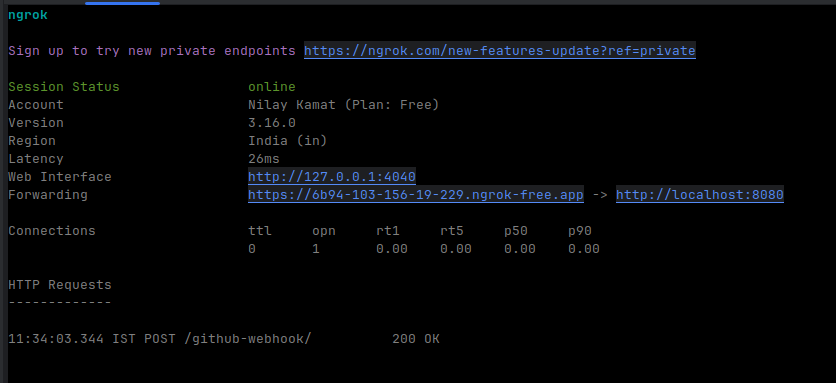 ngrok
Sign up to try new private endpoints https://ngrok.com/new-features-update?ref=private
Session Status online
Account Nilay Kamat (Plan: Free)
Version 3.16.0
Region India (in)
Latency 26ms
Web Interface http://127.0.0.1:4040
Forwarding https://6b94-103-156-19-229.ngrok-free.app -> http://localhost:8080
Connections ttl opn rt1 rt5 p50 p90
0 1 0.00 0.00 0.00 0.00
HTTP Requests
-------------
11:34:03.344 IST POST /github-webhook/ 200 OK